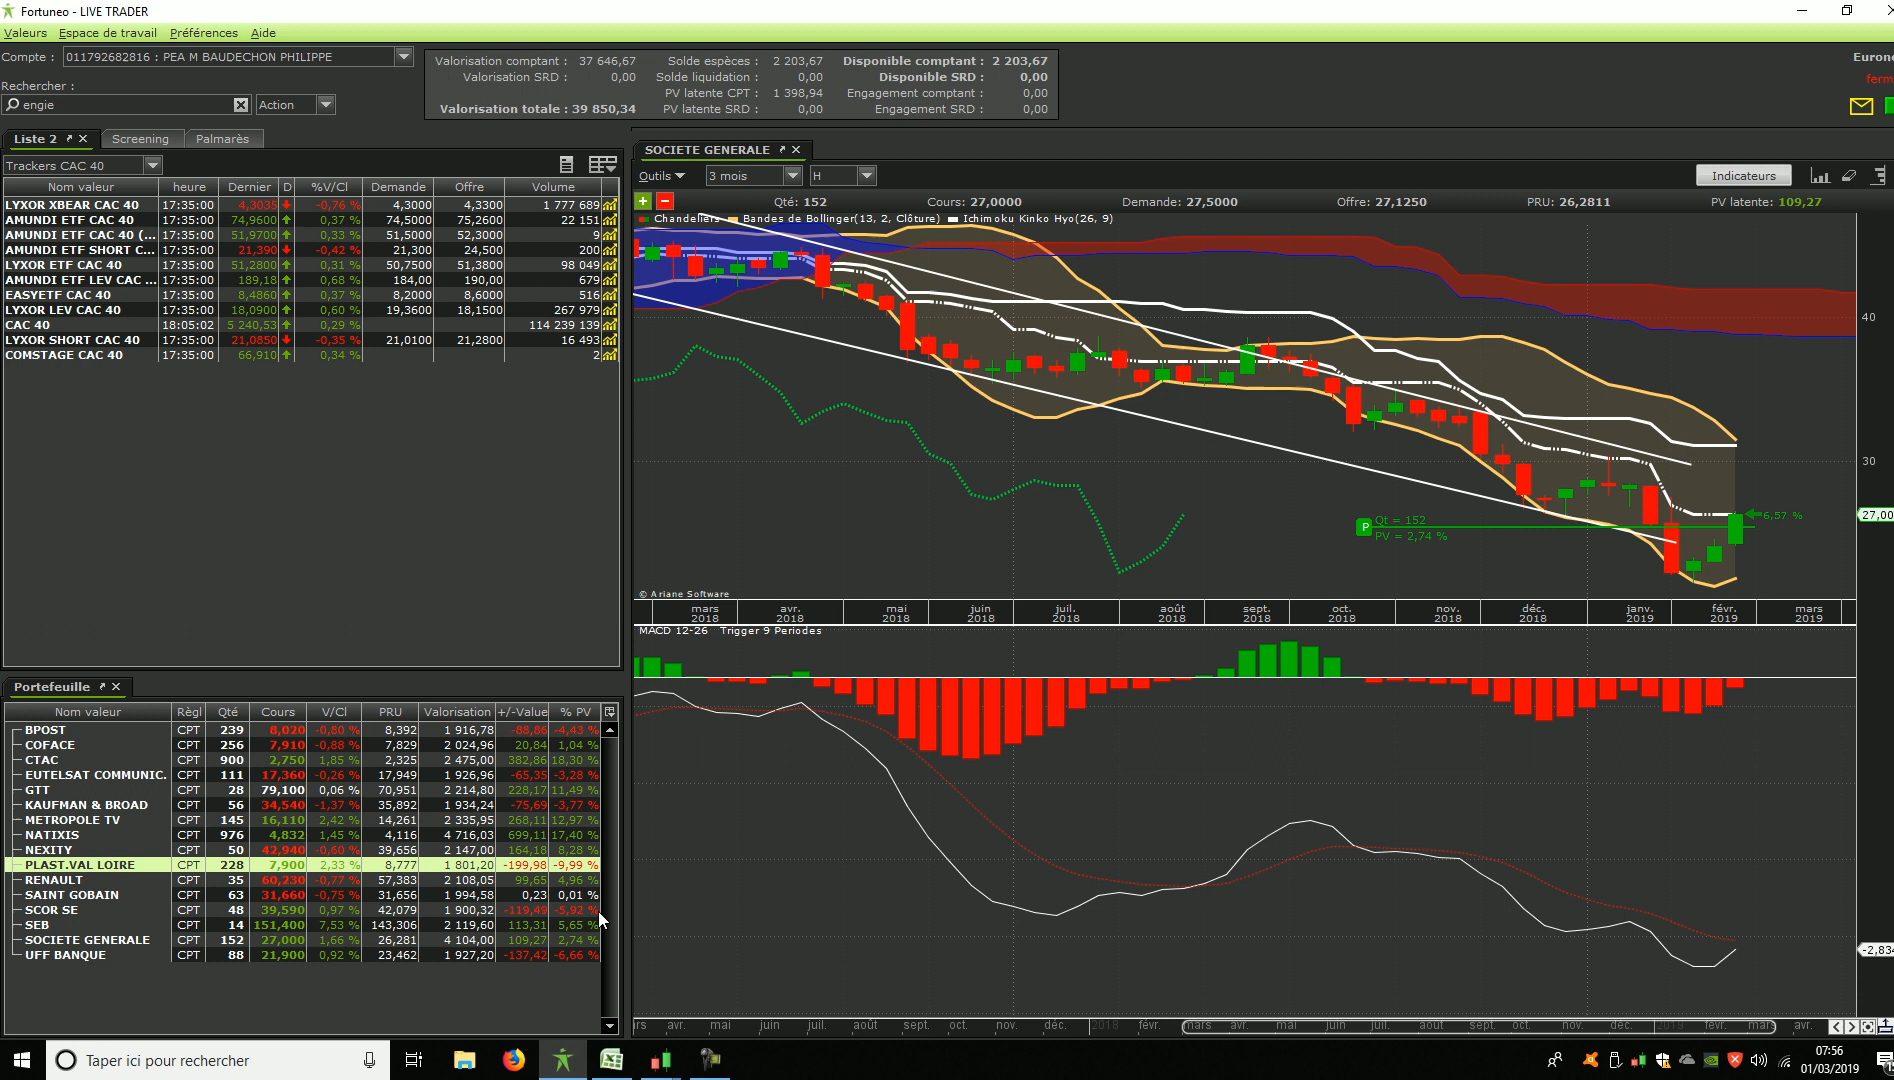 Fortuneo - LIVE TRADER
Valeurs Espace de travail Préférences Aide
Compte : 011792682816 : PEA M BAUDECHON PHILIPPE
Rechercher :
engie Action
Valorisation comptant : 37 646,67 Solde espèces : 2 203,67 Disponible comptant : 2 203,67
Valorisation SRD : 0,00 Solde liquidation : 0,00 Disponible SRD : 0,00
PV latente CPT : 1 398,94 Engagement comptant : 0,00
Valorisation totale : 39 850,34 PV latente SRD : 0,00 Engagement SRD : 0,00
Eurone
ferm
Liste 2 Screening Palmarès
Trackers CAC 40
Nom valeur heure Dernier D %V/Cl Demande Offre Volume
LYXOR XBEAR CAC 40 17:35:00 4,3035 -0,76 % 4,3000 4,3300 1 777 689
AMUNDI ETF CAC 40 17:35:00 74,9600 0,37 % 74,5000 75,2600 22 151
AMUNDI ETF CAC 40 (... 17:35:00 51,9700 0,33 % 51,5000 52,3000 9
AMUNDI ETF SHORT C... 17:35:00 21,390 -0,42 % 21,300 24,500 200
LYXOR ETF CAC 40 17:35:00 51,2800 0,31 % 50,7500 51,3800 98 049
AMUNDI ETF LEV CAC ... 17:35:00 189,18 0,68 % 184,00 190,00 679
EASYETF CAC 40 17:35:00 8,4860 0,37 % 8,2000 8,6000 516
LYXOR LEV CAC 40 17:35:00 18,0900 0,60 % 19,3600 18,1500 267 979
CAC 40 18:05:02 5 240,53 0,29 % 114 239 139
LYXOR SHORT CAC 40 17:35:00 21,0850 -0,35 % 21,0100 21,2800 16 493
COMSTAGE CAC 40 17:35:00 66,910 0,34 % 2
Portefeuille
Nom valeur Règl Qté Cours V/Cl PRU Valorisation +/-Value % PV
BPOST CPT 239 8,020 -0,80 % 8,392 1 916,78 -88,86 -4,43 %
COFACE CPT 256 7,910 -0,88 % 7,829 2 024,96 20,84 1,04 %
CTAC CPT 900 2,750 1,85 % 2,325 2 475,00 382,86 18,30 %
EUTELSAT COMMUNIC. CPT 111 17,360 -0,26 % 17,949 1 926,96 -65,35 -3,28 %
GTT CPT 28 79,100 0,06 % 70,951 2 214,80 228,17 11,49 %
KAUFMAN & BROAD CPT 56 34,540 -1,37 % 35,892 1 934,24 -75,69 -3,77 %
METROPOLE TV CPT 145 16,110 2,42 % 14,261 2 335,95 268,11 12,97 %
NATIXIS CPT 976 4,832 1,45 % 4,116 4 716,03 699,11 17,40 %
NEXITY CPT 50 42,940 -0,60 % 39,656 2 147,00 164,18 8,28 %
PLAST.VAL LOIRE CPT 228 7,900 2,33 % 8,777 1 801,20 -199,98 -9,99 %
RENAULT CPT 35 60,230 -0,77 % 57,383 2 108,05 99,65 4,96 %
SAINT GOBAIN CPT 63 31,660 -0,75 % 31,656 1 994,58 0,23 0,01 %
SCOR SE CPT 48 39,590 0,97 % 42,079 1 900,32 -119,49 -5,92 %
SEB CPT 14 151,400 7,53 % 143,306 2 119,60 113,31 5,65 %
SOCIETE GENERALE CPT 152 27,000 1,66 % 26,281 4 104,00 109,27 2,74 %
UFF BANQUE CPT 88 21,900 0,92 % 23,462 1 927,20 -137,42 -6,66 %
SOCIETE GENERALE
Outils 3 mois H Indicateurs
Qté: 152 Cours: 27,0000 Demande: 27,5000 Offre: 27,1250 PRU: 26,2811 PV latente: 109,27
Chandeliers Bandes de Bollinger(13, 2, Clôture) Ichimoku Kinko Hyo(26, 9)
40
30
27,00
6,57 %
P Qt = 152
PV = 2,74 %
© Ariane Software
mars avr. mai juin juil. août sept. oct. nov. déc. janv. févr. mars
2018 2018 2018 2018 2018 2018 2018 2018 2018 2018 2019 2019 2019
MACD 12-26 Trigger 9 Periodes
-2,834
rs avr. mai juin juil. août sept. oct. nov. déc. 2018 févr. mars avr. mai juin juil. août sept. oct. nov. déc. 2019 févr. mars avr.
Taper ici pour rechercher
07:56
01/03/2019